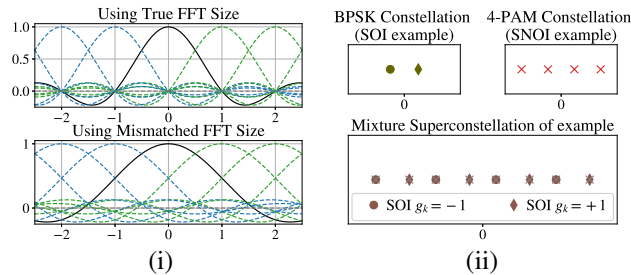 Using True FFT Size
1.0
0.5
0.0
−2 −1 0 1 2
Using Mismatched FFT Size
1
0
−2 −1 0 1 2
(i)
BPSK Constellation
(SOI example)
0
4-PAM Constellation
(SNOI example)
0
Mixture Superconstellation of example
SOI gₖ = −1 SOI gₖ = +1
0
(ii)